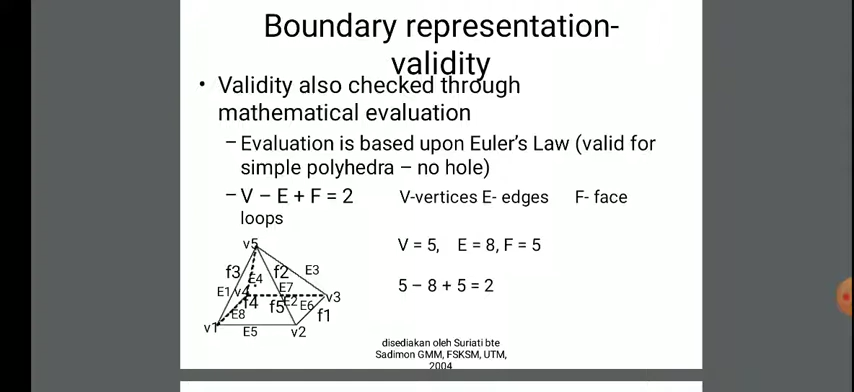 Boundary representation-
validity
• Validity also checked through
mathematical evaluation
– Evaluation is based upon Euler's Law (valid for
simple polyhedra – no hole)
– V – E + F = 2 V-vertices E- edges F- face
loops
V = 5, E = 8, F = 5
5 – 8 + 5 = 2
v5
f3 f2 E3
E4
E1 v4 E7 v3
f4 f5 E2 E6
E8 f1
v1 E5 v2
disediakan oleh Suriati bte
Sadimon GMM, FSKSM, UTM,
2004